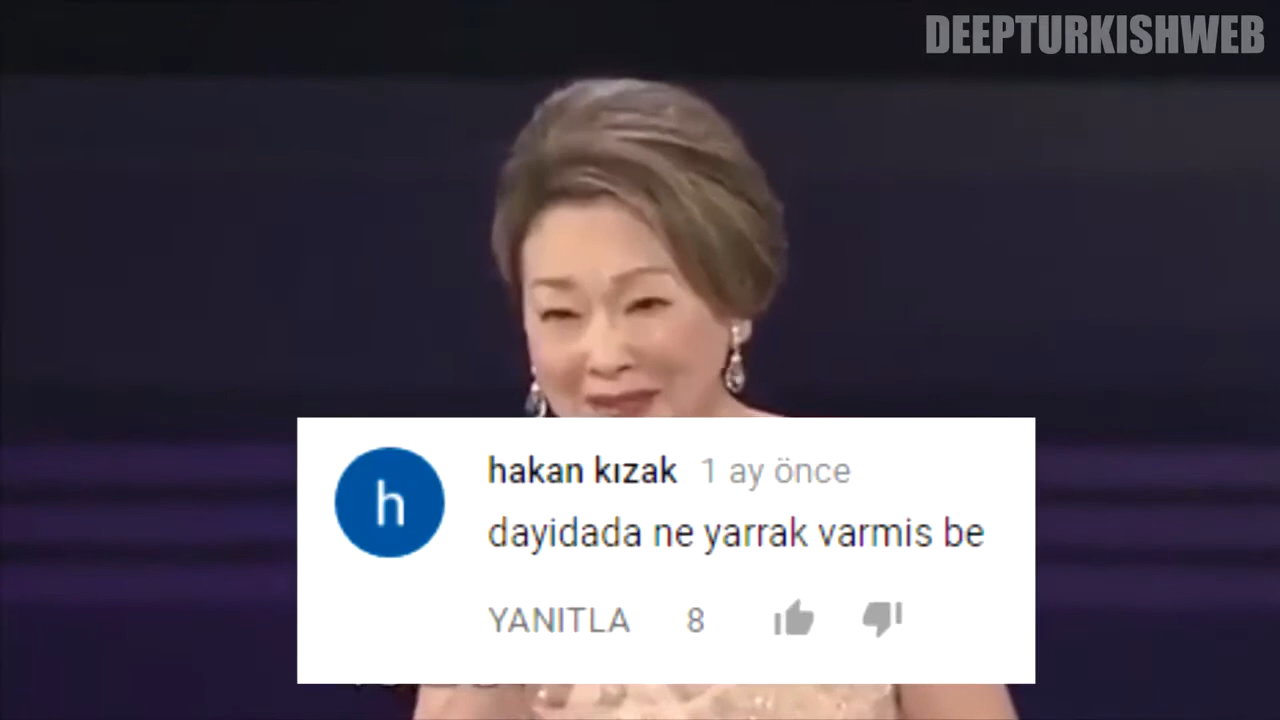 DEEPTURKISHWEB
hakan kızak 1 ay önce
dayidada ne yarrak varmis be
YANITLA 8